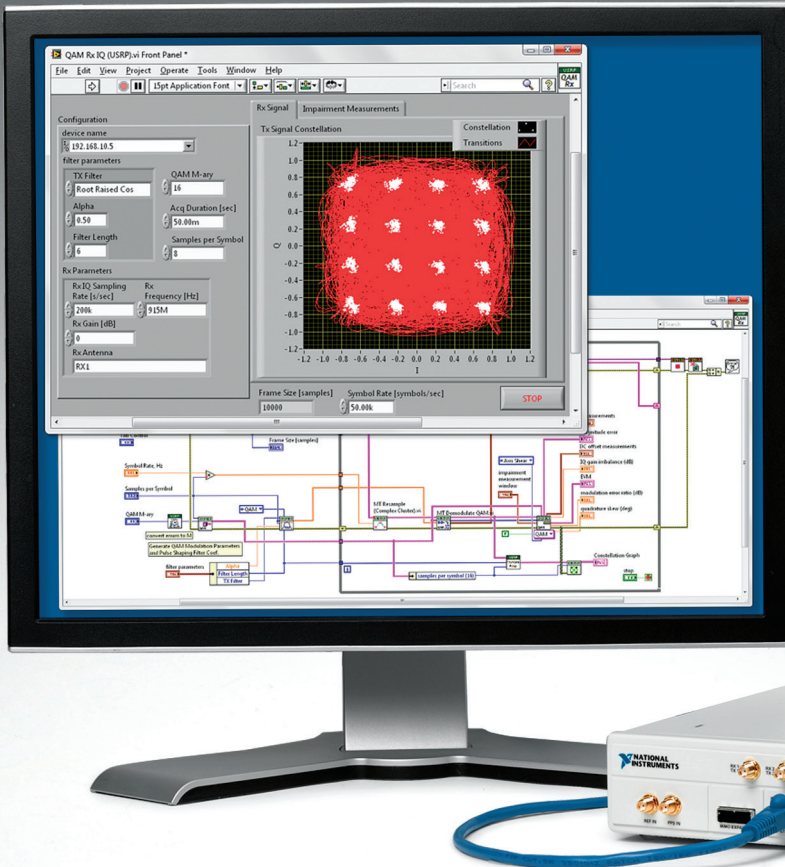 QAM Rx IQ (USRP).vi Front Panel *
File Edit View Project Operate Tools Window Help
15pt Application Font
Search
QAM
Rx
Configuration
device name
192.168.10.5
filter parameters
TX Filter
Root Raised Cos
Alpha
0.50
Filter Length
6
QAM M-ary
16
Acq Duration [sec]
50.00m
Samples per Symbol
8
Rx Parameters
Rx IQ Sampling
Rate [s/sec]
200k
Rx
Frequency [Hz]
915M
Rx Gain [dB]
0
Rx Antenna
RX1
Rx Signal Impairment Measurements
Tx Signal Constellation
Constellation
Transitions
1.2
1.0
0.8
0.6
0.4
0.2
0.0
-0.2
-0.4
-0.6
-0.8
-1.0
-1.2
Q
-1.2 -1.0 -0.8 -0.6 -0.4 -0.2 0.0 0.2 0.4 0.6 0.8 1.0 1.2
I
Frame Size [samples]
10000
Symbol Rate [symbols/sec]
50.00k
STOP
Search
Frame Size (samples)
Symbol Rate, Hz
Samples per Symbol
QAM M-ary
convert enum to M
Generate QAM Modulation Parameters
and Pulse Shaping Filter Coef.
filter parameters
Alpha
Filter Length
TX Filter
QAM
MT Resample
(Complex Cluster).vi
MT Demodulate QAM.vi
Axis Shear
impairment
measurement
window
DC offset measurements
IQ gain imbalance (dB)
EVM
modulation error ratio (dB)
quadrature skew (deg)
QAM
samples per symbol (16)
Constellation Graph
stop
NATIONAL
INSTRUMENTS
RX 1
TX 1
RX 2
REF IN
PPS IN